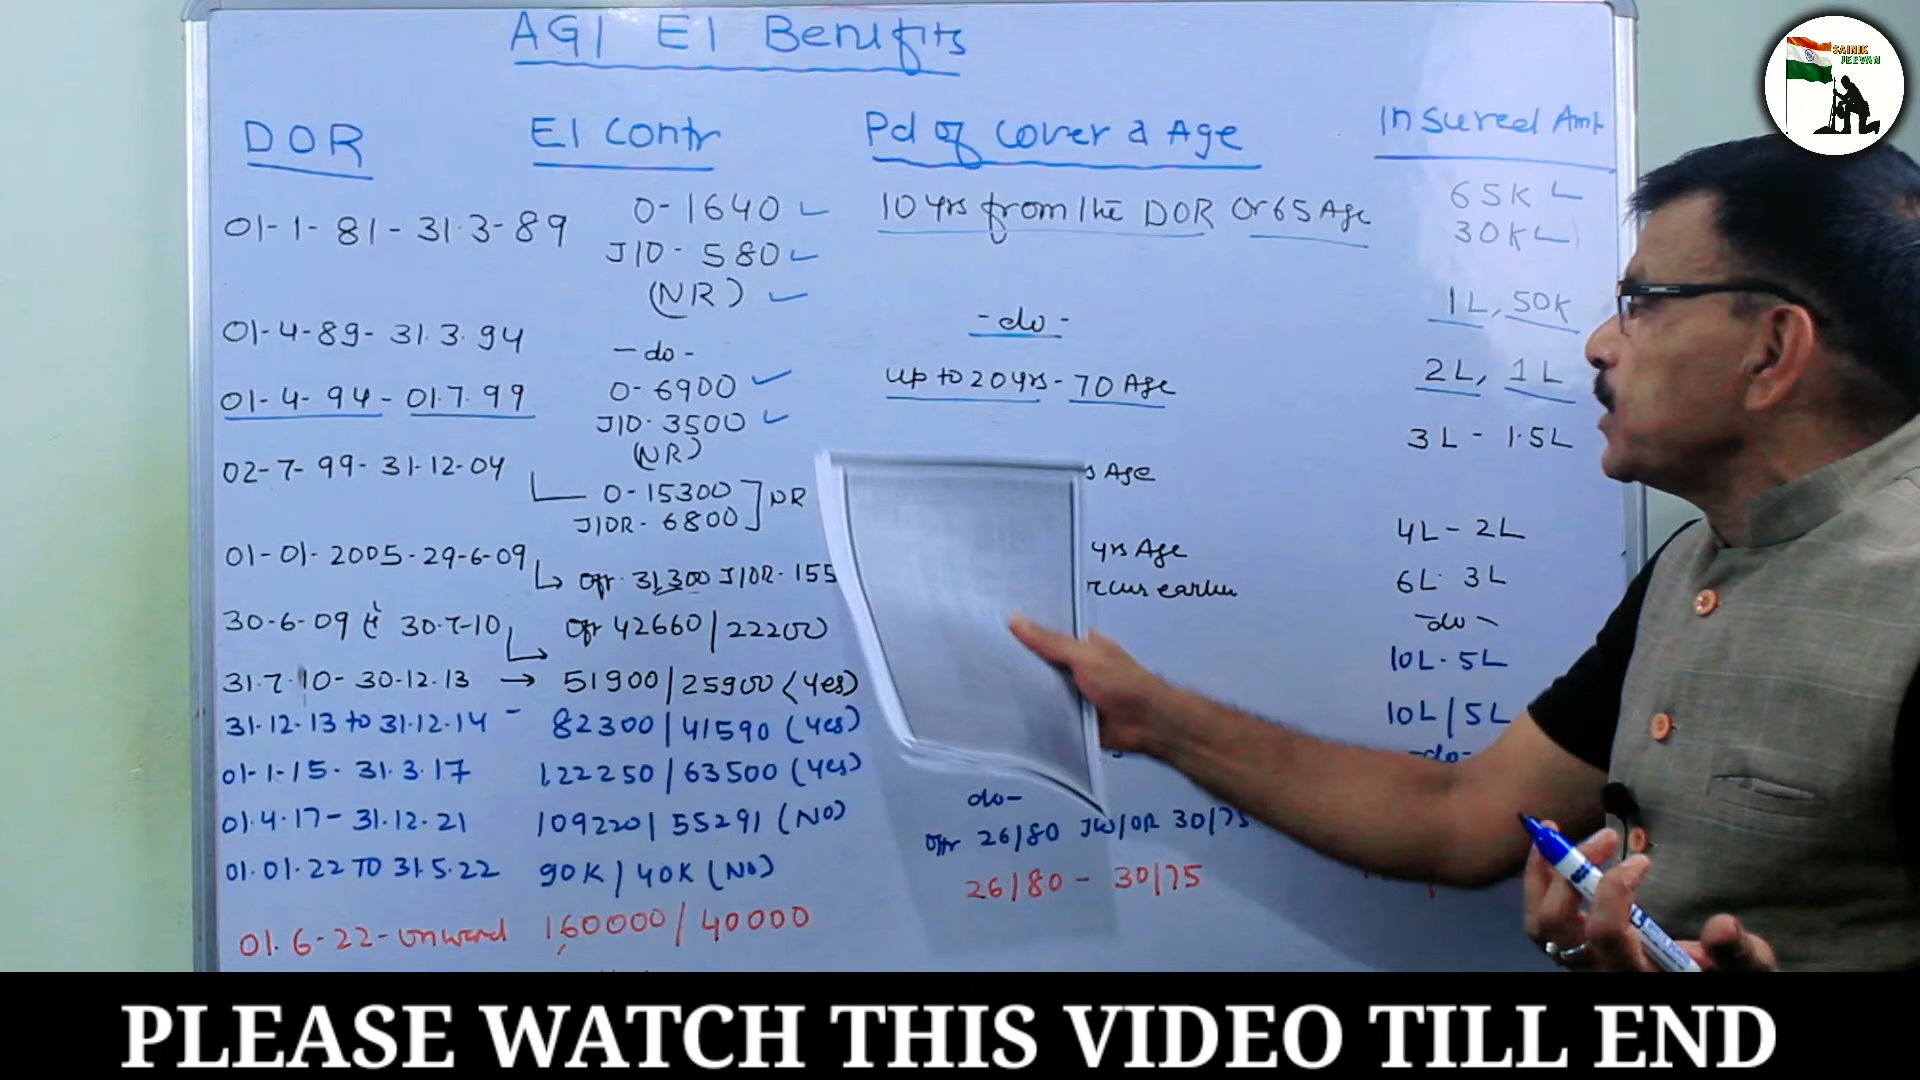 AGI EI Benifits
SAINIK
JEEVAN
DOR
EI Contr
Pd of Cover & Age
Insured Amt
01-1-81-31.3-89
O-1640
JIO-580
(NR)
10 yrs from the DOR or 65 Age
65K
30K
01-4-89-31.3.94
-do-
-do-
1L, 50K
01-4-94-01.7.99
O-6900
JIO-3500
(NR)
up to 20 yrs-70 Age
2L, 1L
02-7-99-31-12-04
O-15300
JIOR-6800
NR
s Age
3L-1.5L
01-01-2005-29-6-09
Ofr 31300 JIOR-155
yrs Age
4L-2L
6L 3L
30-6-09 30-7-10
Ofr 42660/22200
-do-
31.7.10-30-12.13
51900/25900 (Yes)
10L-5L
31-12-13 to 31-12-14
82300/41590 (Yes)
10L/5L
01-1-15-31.3.17
122250/63500 (Yes)
-do-
01.4.17-31.12.21
109220/55291 (No)
do-
01.01.22 TO 31.5.22
90K/40K (No)
Ofr 26/80 JW/OR 30/75
01.6-22-onward
160000/40000
26/80-30/75
PLEASE WATCH THIS VIDEO TILL END